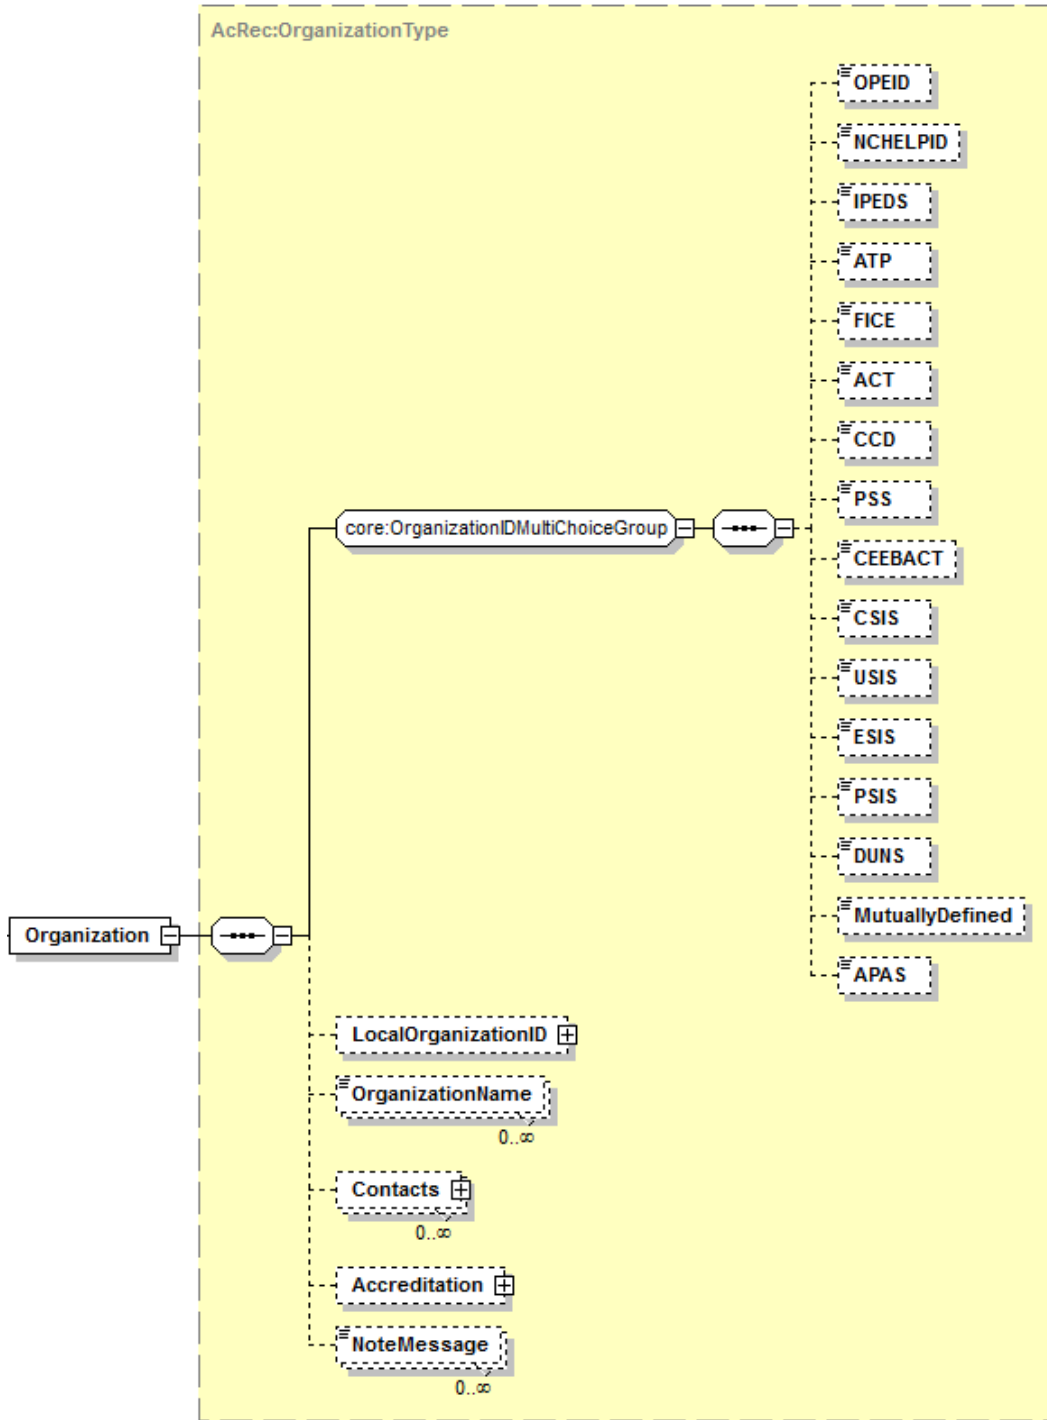 AcRec:OrganizationType
OPEID
NCHELPID
IPEDS
ATP
FICE
ACT
CCD
PSS
core:OrganizationIDMultiChoiceGroup
CEEBACT
CSIS
USIS
ESIS
PSIS
DUNS
MutuallyDefined
Organization
APAS
LocalOrganizationID
OrganizationName
0..∞
Contacts
0..∞
Accreditation
NoteMessage
0..∞